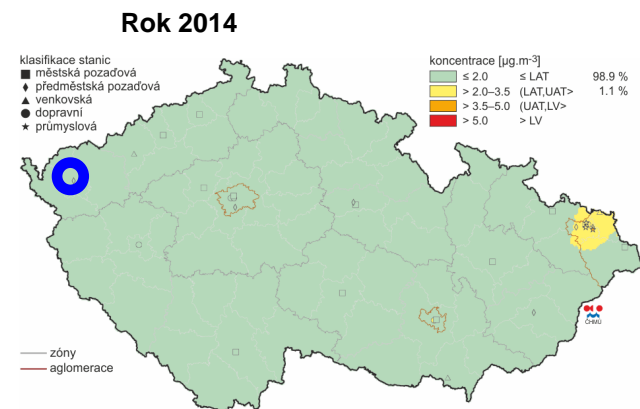 Rok 2014
klasifikace stanic
městská pozaďová
předměstská pozaďová
venkovská
dopravní
průmyslová
koncentrace [µg.m⁻³]
≤ 2.0 ≤ LAT 98.9 %
> 2.0–3.5 (LAT,UAT> 1.1 %
> 3.5–5.0 (UAT,LV>
> 5.0 > LV
ČHMÚ
zóny
aglomerace